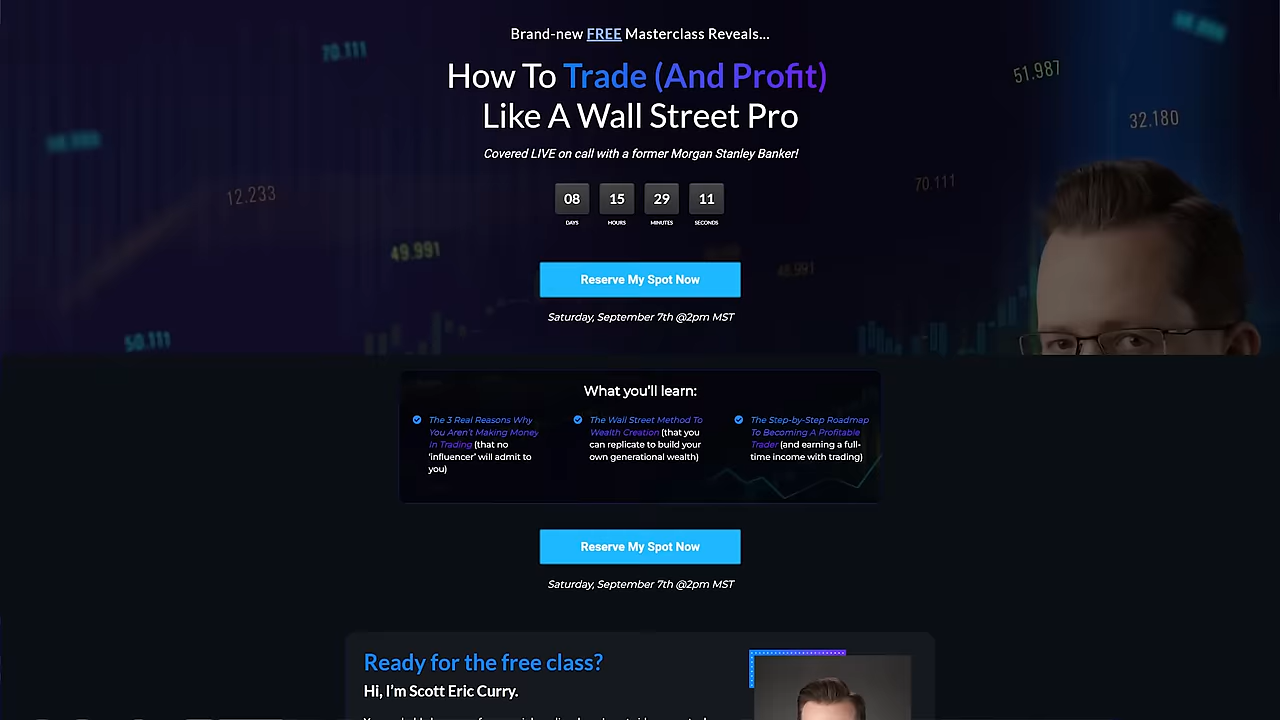 Brand-new FREE Masterclass Reveals...
How To Trade (And Profit)
Like A Wall Street Pro
Covered LIVE on call with a former Morgan Stanley Banker!
70.111
51.987
32.180
12.233
70.111
49.991
48.991
50.111
08 15 29 11
DAYS HOURS MINUTES SECONDS
Reserve My Spot Now
Saturday, September 7th @2pm MST
What you'll learn:
The 3 Real Reasons Why
You Aren't Making Money
In Trading (that no
'influencer' will admit to
you)
The Wall Street Method To
Wealth Creation (that you
can replicate to build your
own generational wealth)
The Step-by-Step Roadmap
To Becoming A Profitable
Trader (and earning a full-
time income with trading)
Reserve My Spot Now
Saturday, September 7th @2pm MST
Ready for the free class?
Hi, I'm Scott Eric Curry.